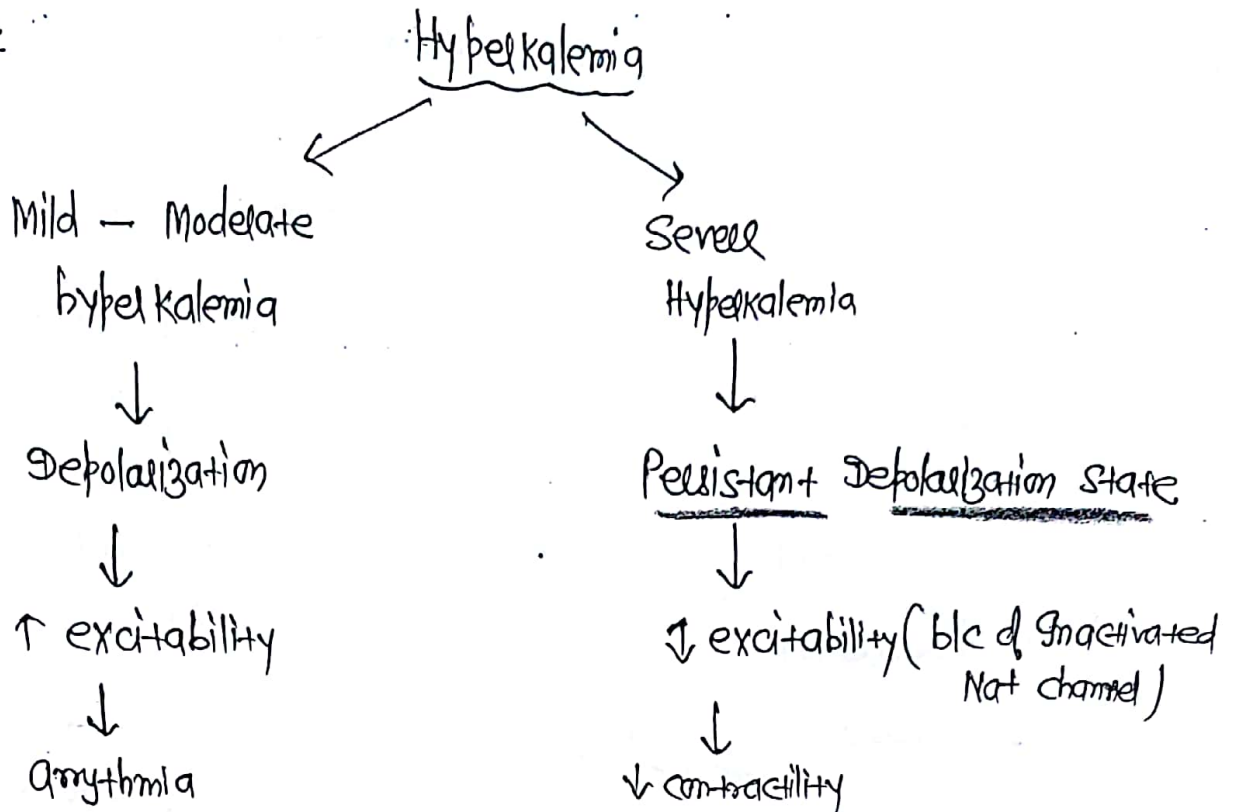 Hyperkalemia
Mild – Moderate
hyperkalemia
↓
Depolarization
↓
↑ excitability
↓
arrythmia
Severe
Hyperkalemia
↓
Persistant Depolarization state
↓
↓ excitability (b/c of Inactivated
Na+ channel)
↓
↓ contractility